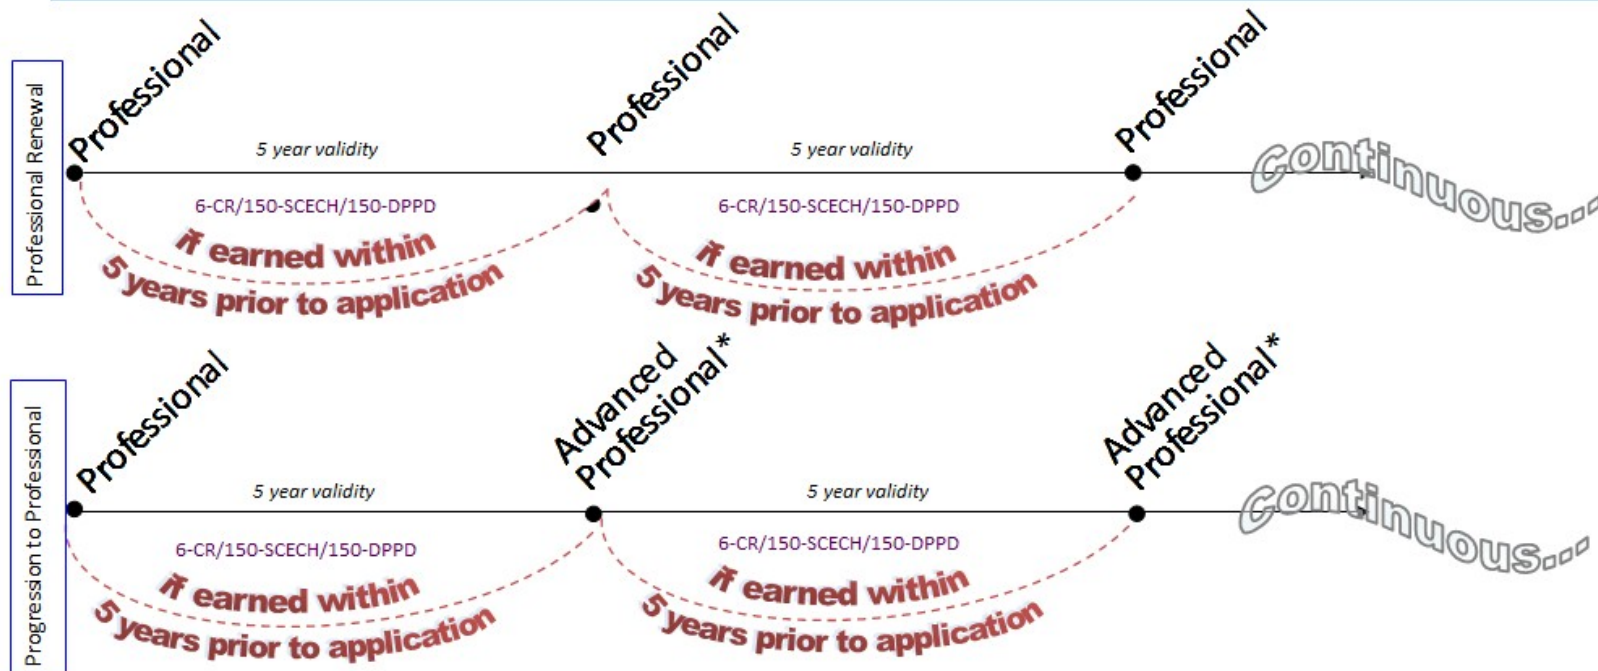 Professional Renewal
Professional
Professional
Professional
5 year validity
5 year validity
6-CR/150-SCECH/150-DPPD
6-CR/150-SCECH/150-DPPD
Continuous...
if earned within
5 years prior to application
if earned within
5 years prior to application
Progression to Professional
Professional
Advanced
Professional*
Advanced
Professional*
5 year validity
5 year validity
6-CR/150-SCECH/150-DPPD
6-CR/150-SCECH/150-DPPD
Continuous...
if earned within
5 years prior to application
if earned within
5 years prior to application